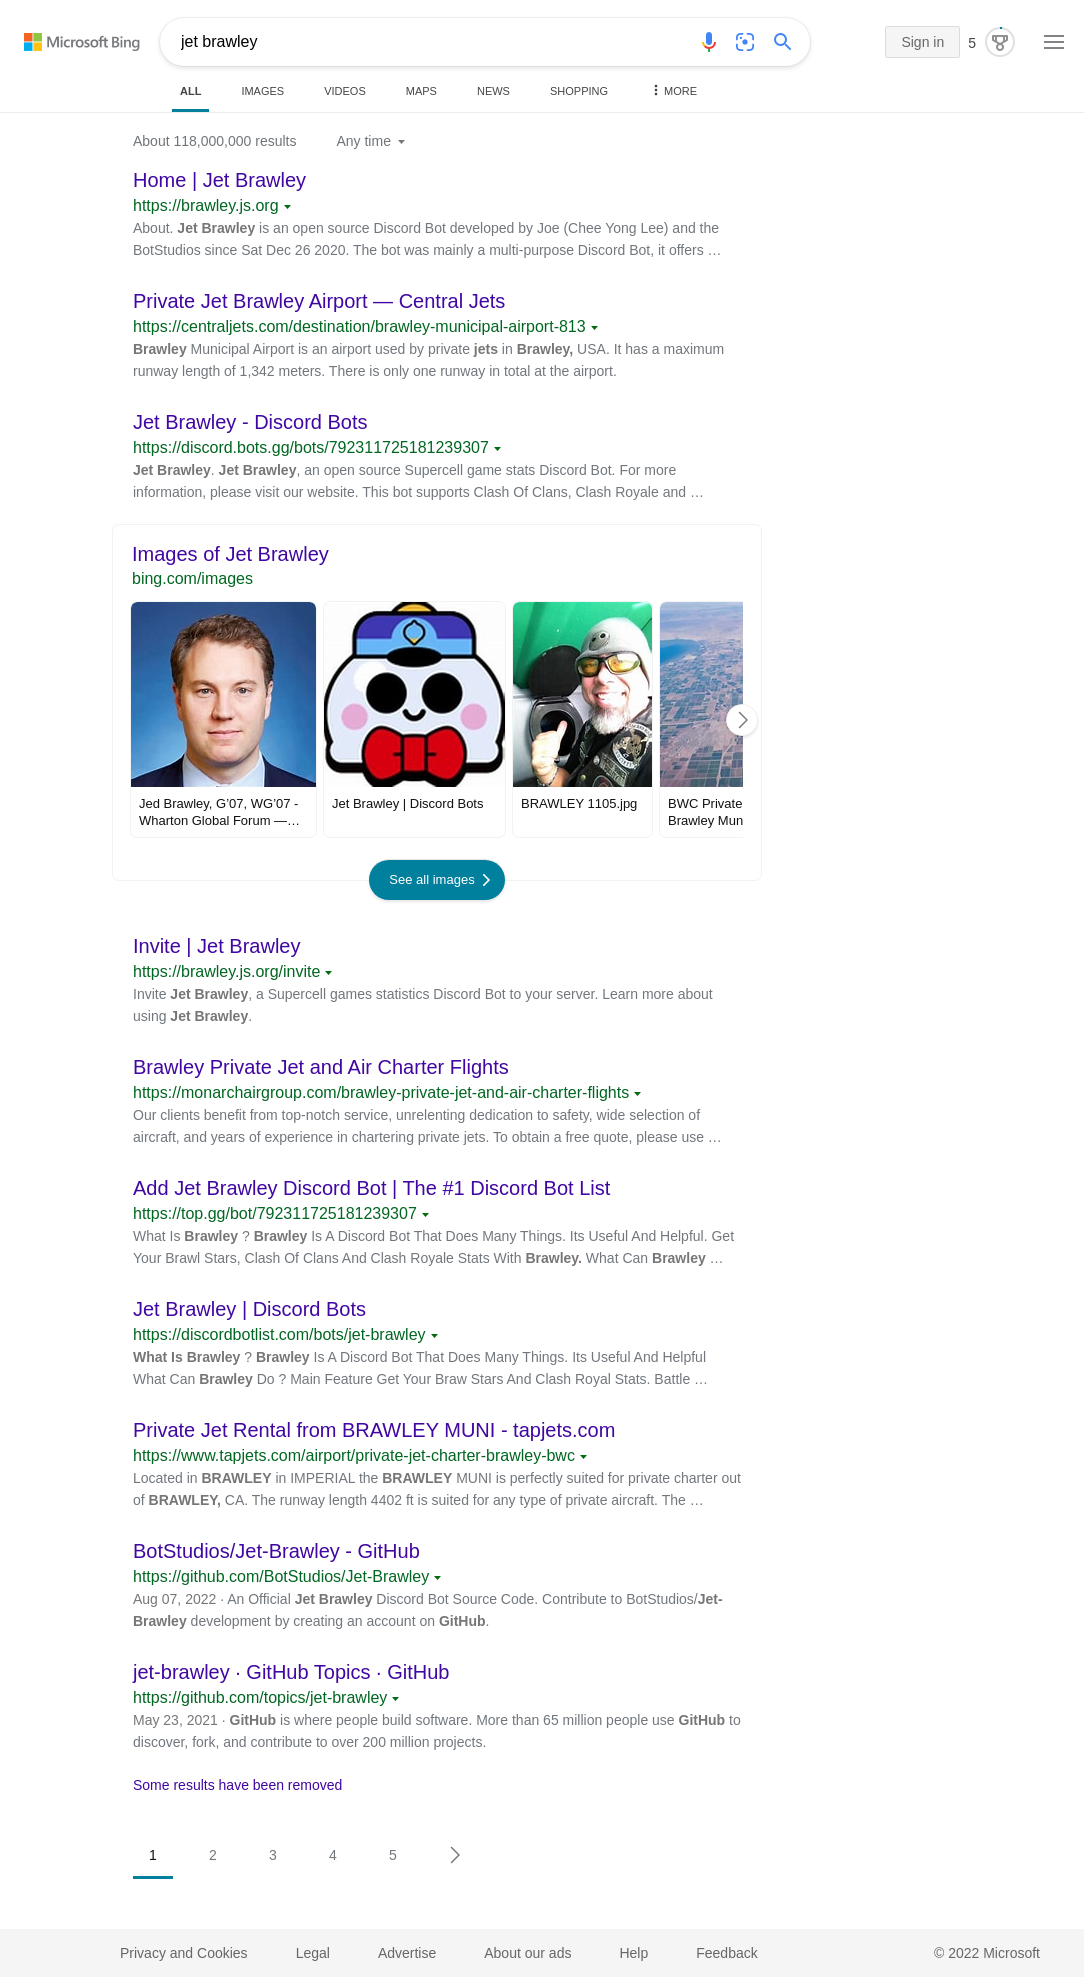 Microsoft Bing
jet brawley
Sign in
5
ALL
IMAGES
VIDEOS
MAPS
NEWS
SHOPPING
MORE
About 118,000,000 results
Any time
Home | Jet Brawley
https://brawley.js.org
About. Jet Brawley is an open source Discord Bot developed by Joe (Chee Yong Lee) and the
BotStudios since Sat Dec 26 2020. The bot was mainly a multi-purpose Discord Bot, it offers …
Private Jet Brawley Airport — Central Jets
https://centraljets.com/destination/brawley-municipal-airport-813
Brawley Municipal Airport is an airport used by private jets in Brawley, USA. It has a maximum
runway length of 1,342 meters. There is only one runway in total at the airport.
Jet Brawley - Discord Bots
https://discord.bots.gg/bots/792311725181239307
Jet Brawley. Jet Brawley, an open source Supercell game stats Discord Bot. For more
information, please visit our website. This bot supports Clash Of Clans, Clash Royale and …
Images of Jet Brawley
bing.com/images
Jed Brawley, G’07, WG’07 -
Wharton Global Forum —…
Jet Brawley | Discord Bots
BRAWLEY 1105.jpg
BWC Private
Brawley Mun
See all images
Invite | Jet Brawley
https://brawley.js.org/invite
Invite Jet Brawley, a Supercell games statistics Discord Bot to your server. Learn more about
using Jet Brawley.
Brawley Private Jet and Air Charter Flights
https://monarchairgroup.com/brawley-private-jet-and-air-charter-flights
Our clients benefit from top-notch service, unrelenting dedication to safety, wide selection of
aircraft, and years of experience in chartering private jets. To obtain a free quote, please use …
Add Jet Brawley Discord Bot | The #1 Discord Bot List
https://top.gg/bot/792311725181239307
What Is Brawley ? Brawley Is A Discord Bot That Does Many Things. Its Useful And Helpful. Get
Your Brawl Stars, Clash Of Clans And Clash Royale Stats With Brawley. What Can Brawley …
Jet Brawley | Discord Bots
https://discordbotlist.com/bots/jet-brawley
What Is Brawley ? Brawley Is A Discord Bot That Does Many Things. Its Useful And Helpful
What Can Brawley Do ? Main Feature Get Your Braw Stars And Clash Royal Stats. Battle …
Private Jet Rental from BRAWLEY MUNI - tapjets.com
https://www.tapjets.com/airport/private-jet-charter-brawley-bwc
Located in BRAWLEY in IMPERIAL the BRAWLEY MUNI is perfectly suited for private charter out
of BRAWLEY, CA. The runway length 4402 ft is suited for any type of private aircraft. The …
BotStudios/Jet-Brawley - GitHub
https://github.com/BotStudios/Jet-Brawley
Aug 07, 2022 · An Official Jet Brawley Discord Bot Source Code. Contribute to BotStudios/Jet-
Brawley development by creating an account on GitHub.
jet-brawley · GitHub Topics · GitHub
https://github.com/topics/jet-brawley
May 23, 2021 · GitHub is where people build software. More than 65 million people use GitHub to
discover, fork, and contribute to over 200 million projects.
Some results have been removed
1
2
3
4
5
Privacy and Cookies
Legal
Advertise
About our ads
Help
Feedback
© 2022 Microsoft